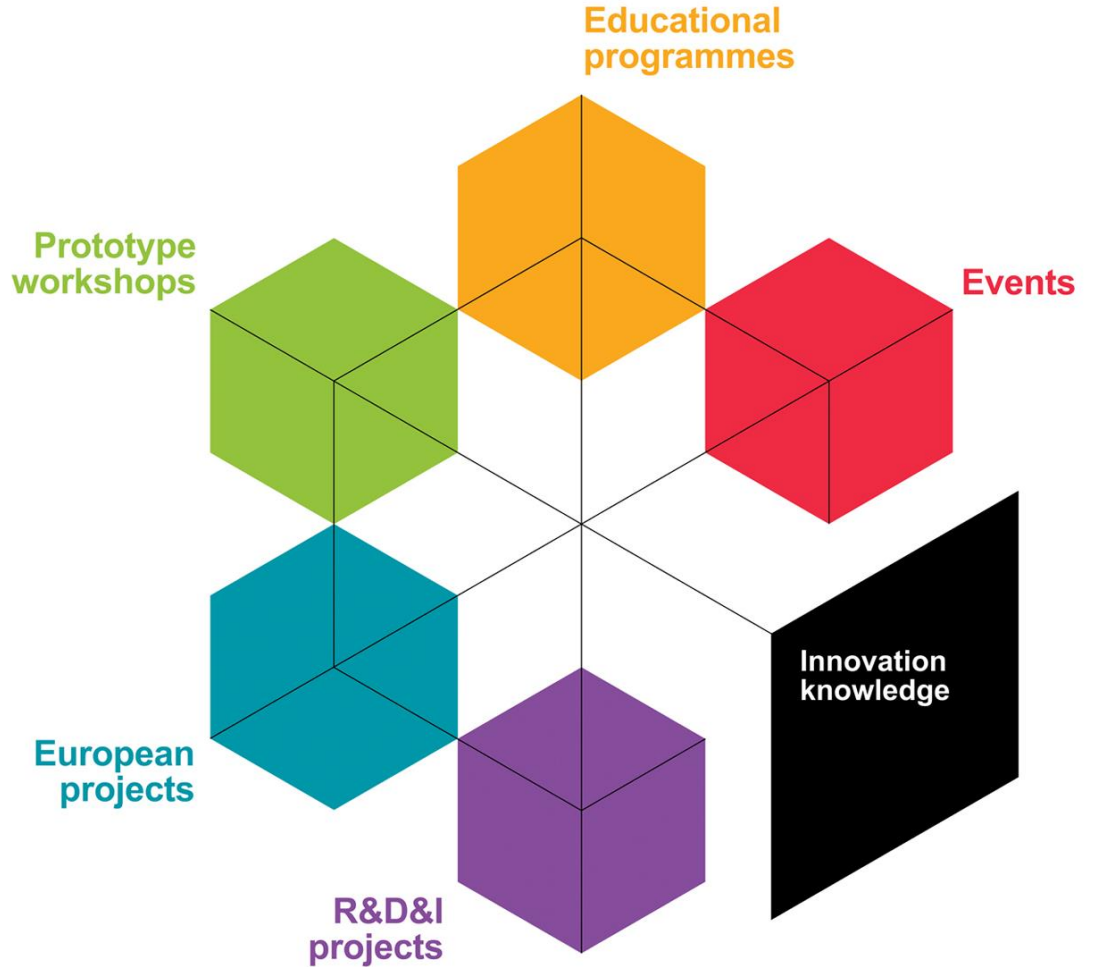 Educational
programmes
Prototype
workshops
Events
Innovation
knowledge
European
projects
R&D&I
projects